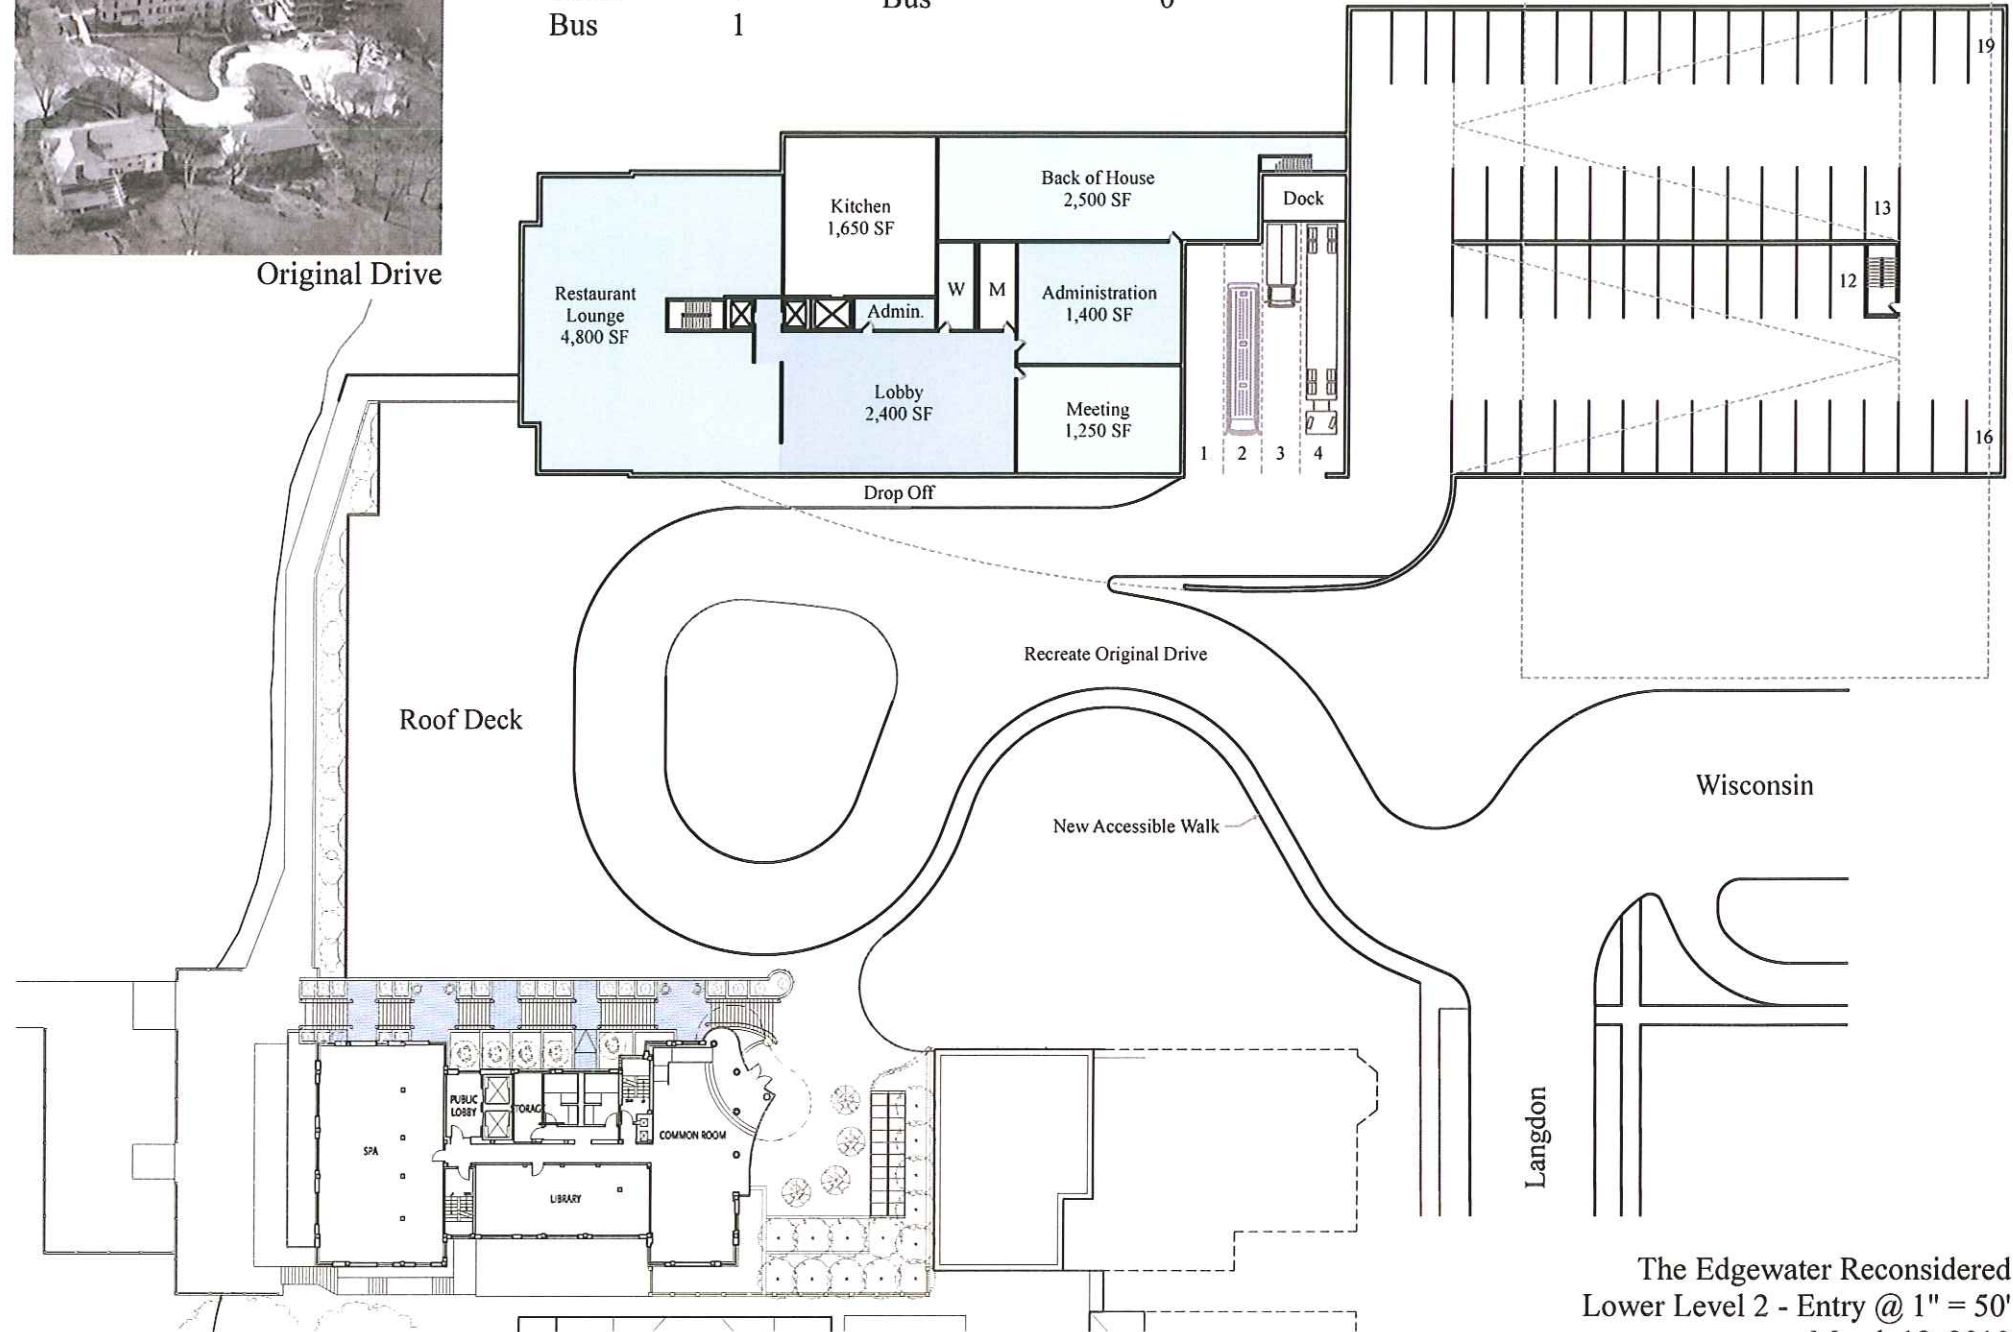 Bus 0
Bus 1
Original Drive
19
13
12
16
Back of House
2,500 SF
Dock
Kitchen
1,650 SF
Restaurant
Lounge
4,800 SF
W
M
Admin.
Administration
1,400 SF
Lobby
2,400 SF
Meeting
1,250 SF
1 2 3 4
Drop Off
Recreate Original Drive
Roof Deck
Wisconsin
New Accessible Walk
Langdon
PUBLIC
LOBBY
STORAGE
SPA
COMMON ROOM
LIBRARY
The Edgewater Reconsidered
Lower Level 2 - Entry @ 1" = 50'